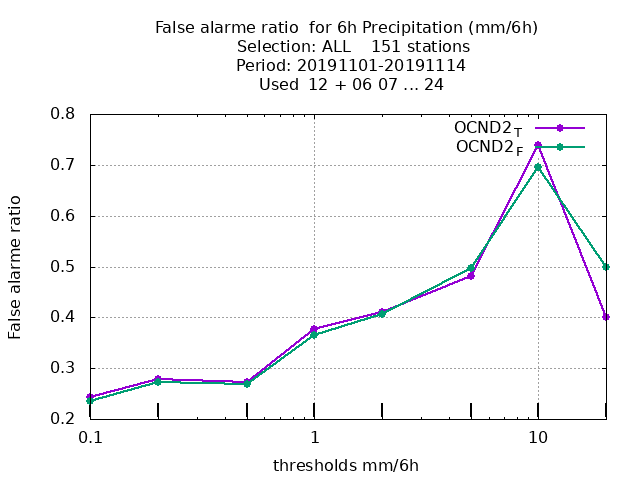 False alarme ratio  for 6h Precipitation (mm/6h)
Selection: ALL    151 stations
Period: 20191101-20191114
Used  12 + 06 07 ... 24
0.8
0.7
0.6
0.5
0.4
0.3
0.2
False alarme ratio
OCND2T
OCND2F
0.1
1
10
thresholds mm/6h